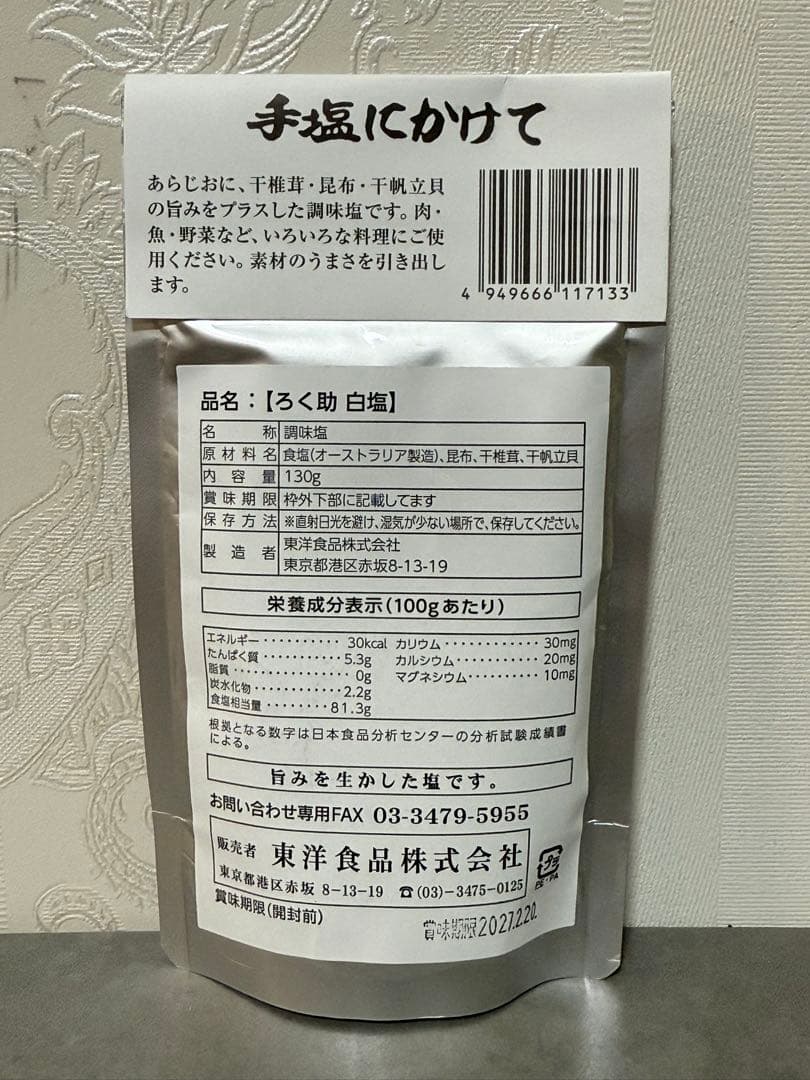 手塩にかけて
あらじおに、干椎茸・昆布・干帆立貝
の旨みをプラスした調味塩です。肉・
魚・野菜など、いろいろな料理にご使
用ください。素材のうまさを引き出し
ます。
4 949666 117133
品名：【ろく助 白塩】
名称 調味塩
原材料名 食塩(オーストラリア製造)、昆布、干椎茸、干帆立貝
内容量 130g
賞味期限 枠外下部に記載してます
保存方法 ※直射日光を避け、湿気が少ない場所で、保存してください。
製造者 東洋食品株式会社
東京都港区赤坂8-13-19
栄養成分表示(100gあたり)
エネルギー・・・・・・・・・・30kcal カリウム・・・・・・・・・・・・30mg
たんぱく質・・・・・・・・・・・5.3g カルシウム・・・・・・・・・・20mg
脂質・・・・・・・・・・・・・・・0g マグネシウム・・・・・・・・10mg
炭水化物・・・・・・・・・・・・2.2g
食塩相当量・・・・・・・・81.3g
根拠となる数字は日本食品分析センターの分析試験成績書
による。
旨みを生かした塩です。
お問い合わせ専用FAX 03-3479-5955
販売者 東洋食品株式会社
東京都港区赤坂 8-13-19 ☎(03)-3475-0125
プラ
PE・PA
賞味期限(開封前)
賞味期限2027.2.20.